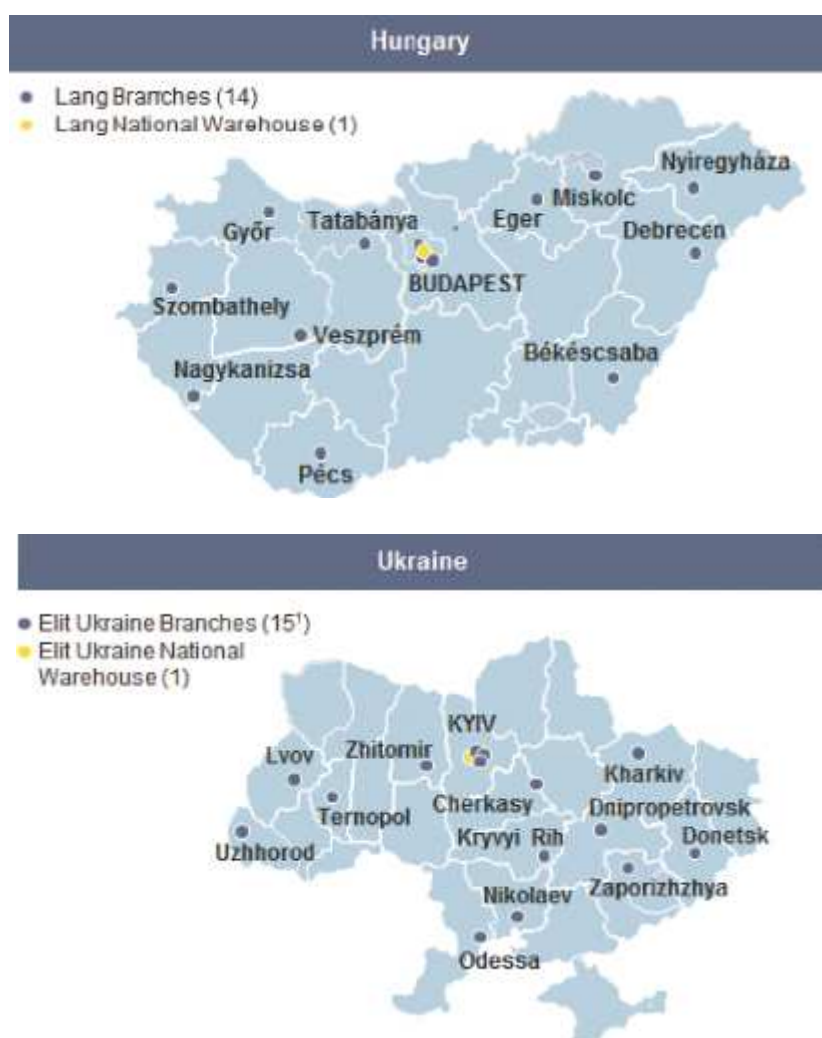 Hungary
Lang Branches (14)
Lang National Warehouse (1)
Nyiregyháza
Miskolc
Eger
Tatabánya
Győr
Debrecen
BUDAPEST
Szombathely
Veszprém
Békéscsaba
Nagykanizsa
Pécs
Ukraine
Elit Ukraine Branches (15¹)
Elit Ukraine National
Warehouse (1)
KYIV
Lvov
Zhitomir
Kharkiv
Cherkasy
Dnipropetrovsk
Ternopol
Kryvyi Rih
Donetsk
Uzhhorod
Nikolaev
Zaporizhzhya
Odessa